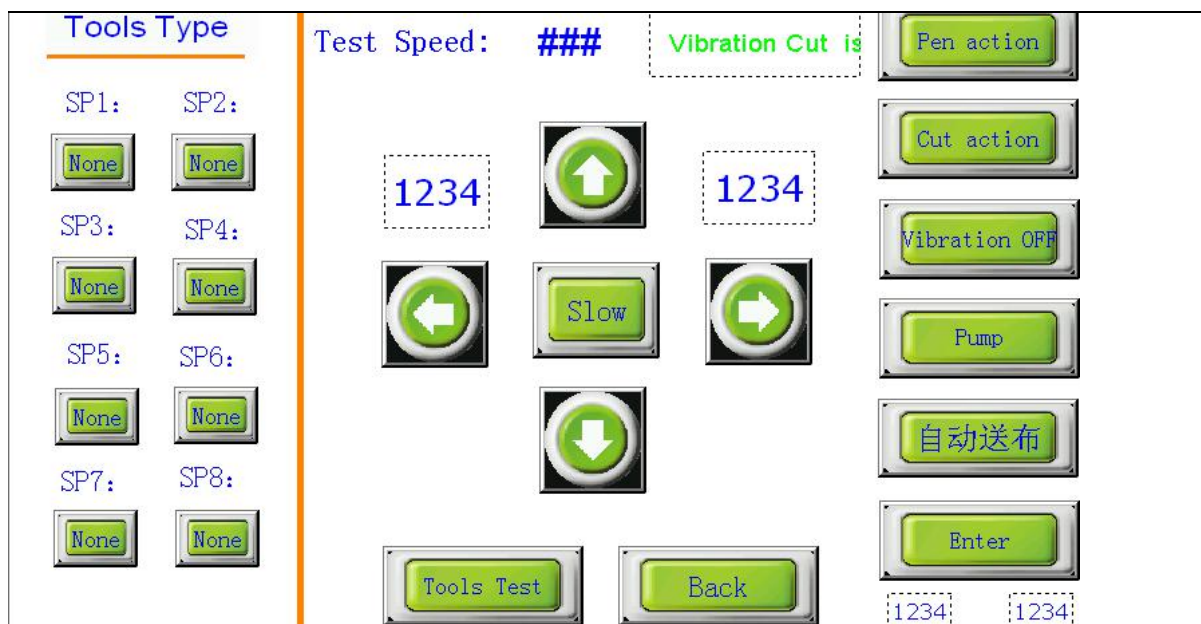 Tools Type
SP1: SP2:
None None
SP3: SP4:
None None
SP5: SP6:
None None
SP7: SP8:
None None
Test Speed: ### Vibration Cut is
1234 1234
Slow
Tools Test Back
Pen action
Cut action
Vibration OFF
Pump
自动送布
Enter
1234 1234